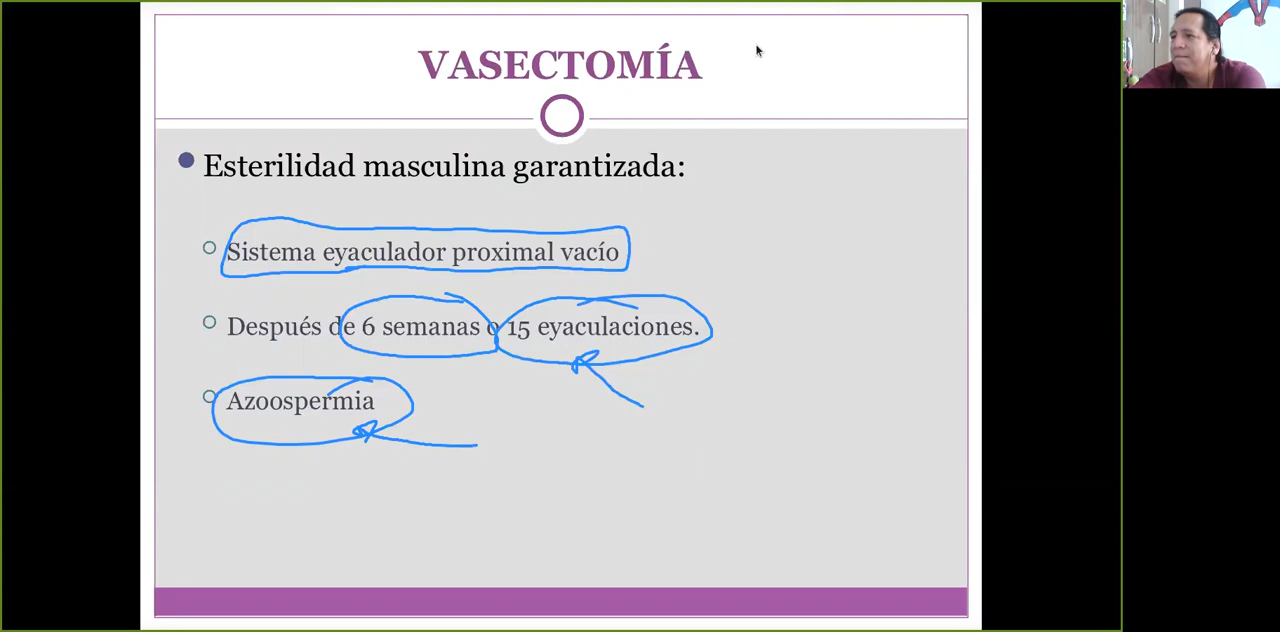 VASECTOMÍA
Esterilidad masculina garantizada:
Sistema eyaculador proximal vacío
Después de 6 semanas o 15 eyaculaciones.
Azoospermia